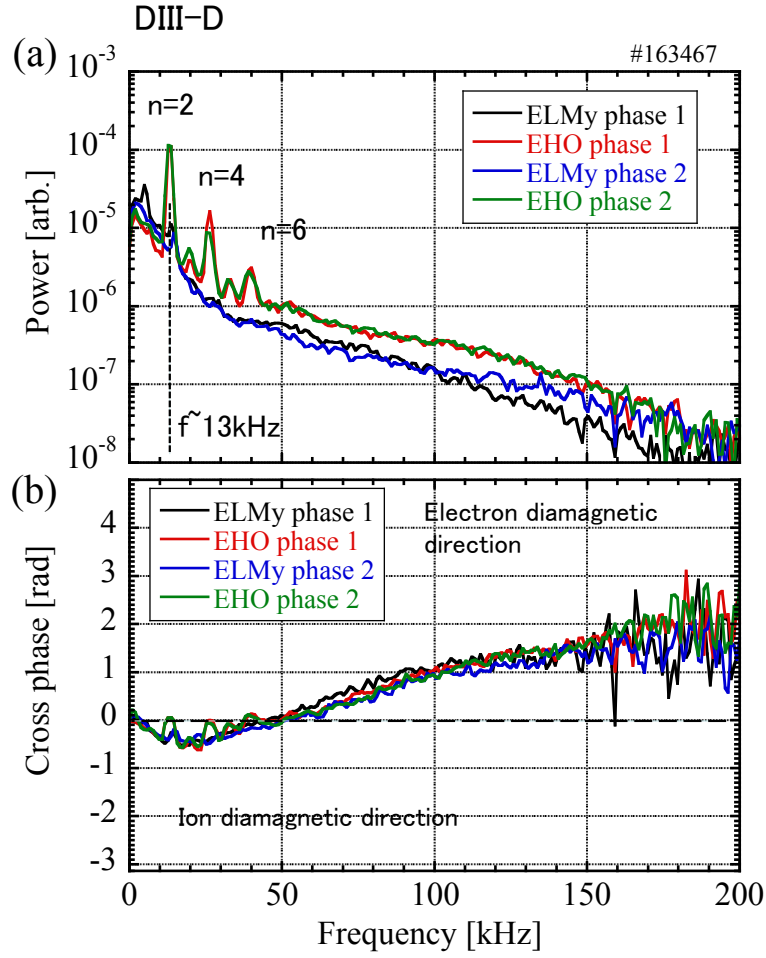 DIII-D
(a)
#163467
10-3
10-4
10-5
10-6
10-7
10-8
Power [arb.]
n=2
n=4
n=6
f~13kHz
ELMy phase 1
EHO phase 1
ELMy phase 2
EHO phase 2
(b)
4
3
2
1
0
-1
-2
-3
Cross phase [rad]
ELMy phase 1
EHO phase 1
ELMy phase 2
EHO phase 2
Electron diamagnetic
direction
Ion diamagnetic direction
0 50 100 150 200
Frequency [kHz]